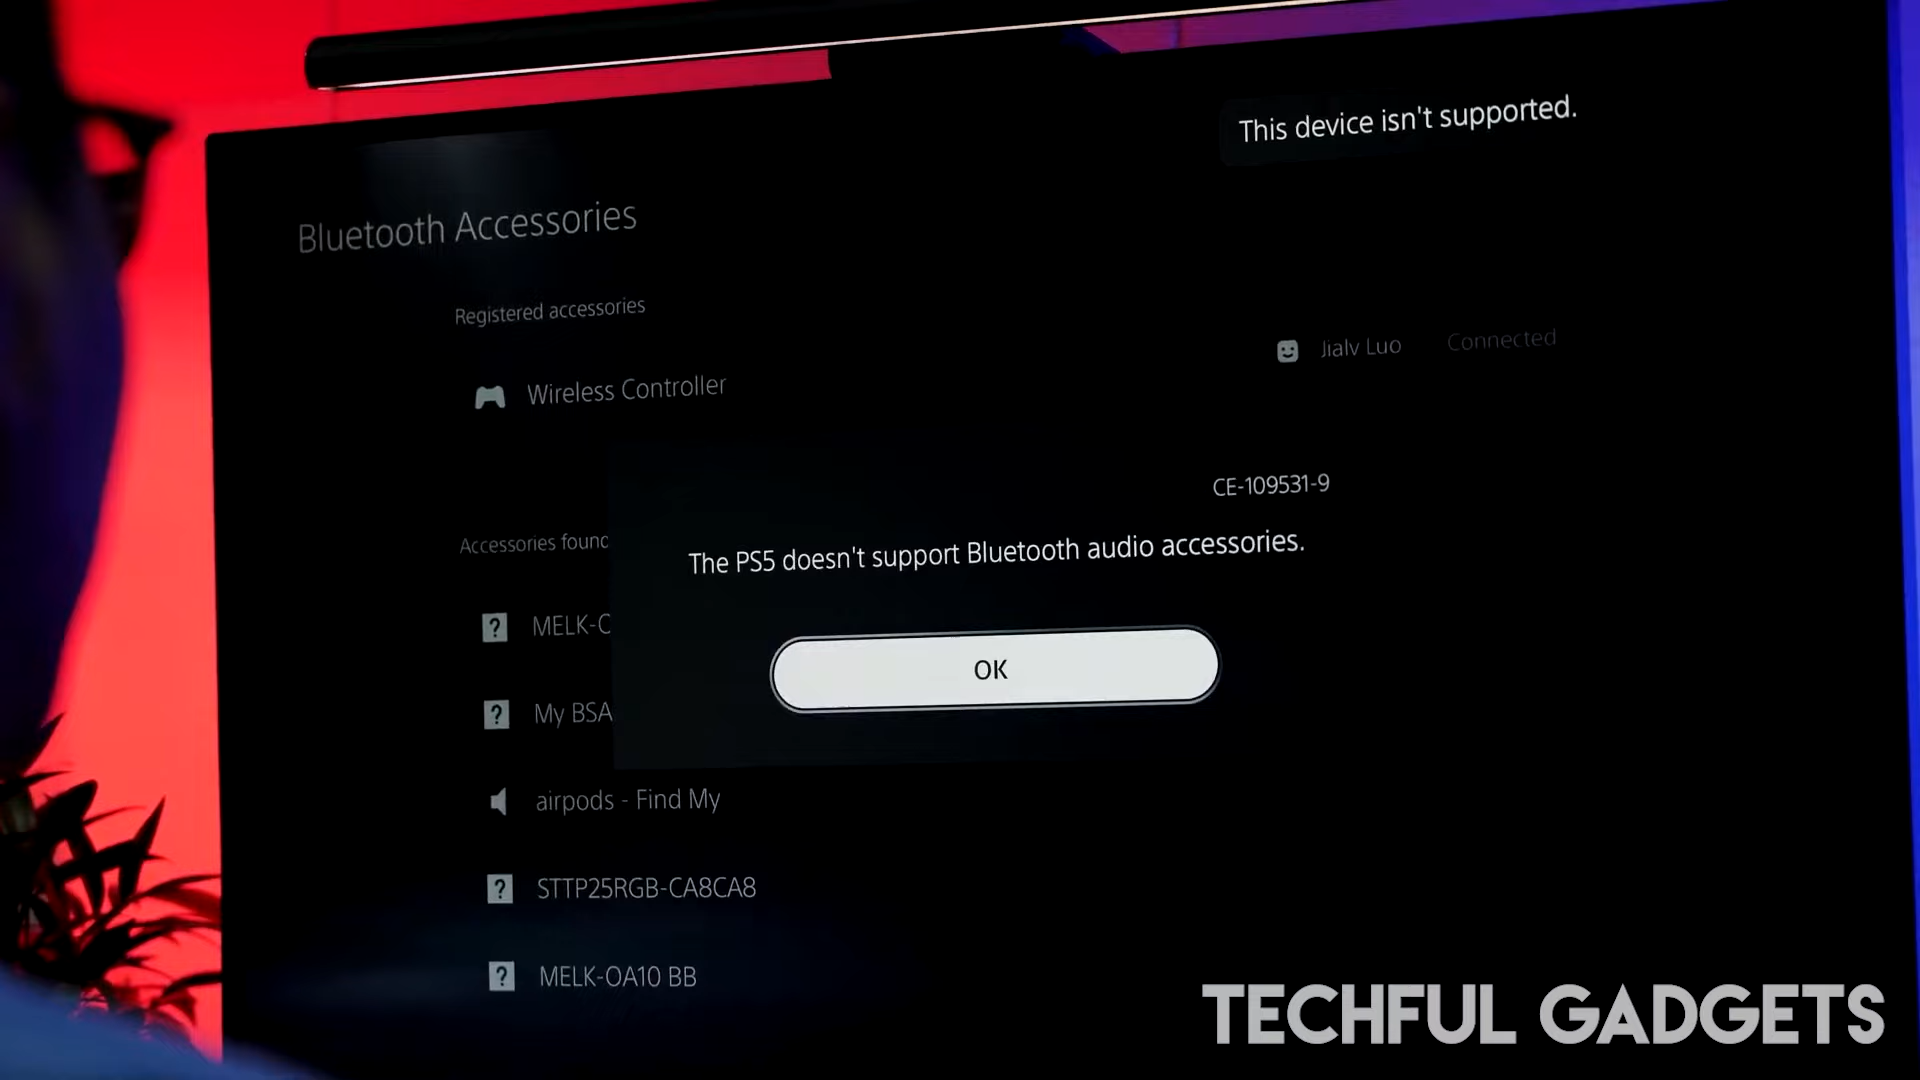 This device isn't supported.
Bluetooth Accessories
Registered accessories
Wireless Controller
Jialv Luo Connected
CE-109531-9
The PS5 doesn't support Bluetooth audio accessories.
OK
Accessories found
MELK-O
My BSA
airpods - Find My
STTP25RGB-CA8CA8
MELK-OA10 BB
TECHFUL GADGETS